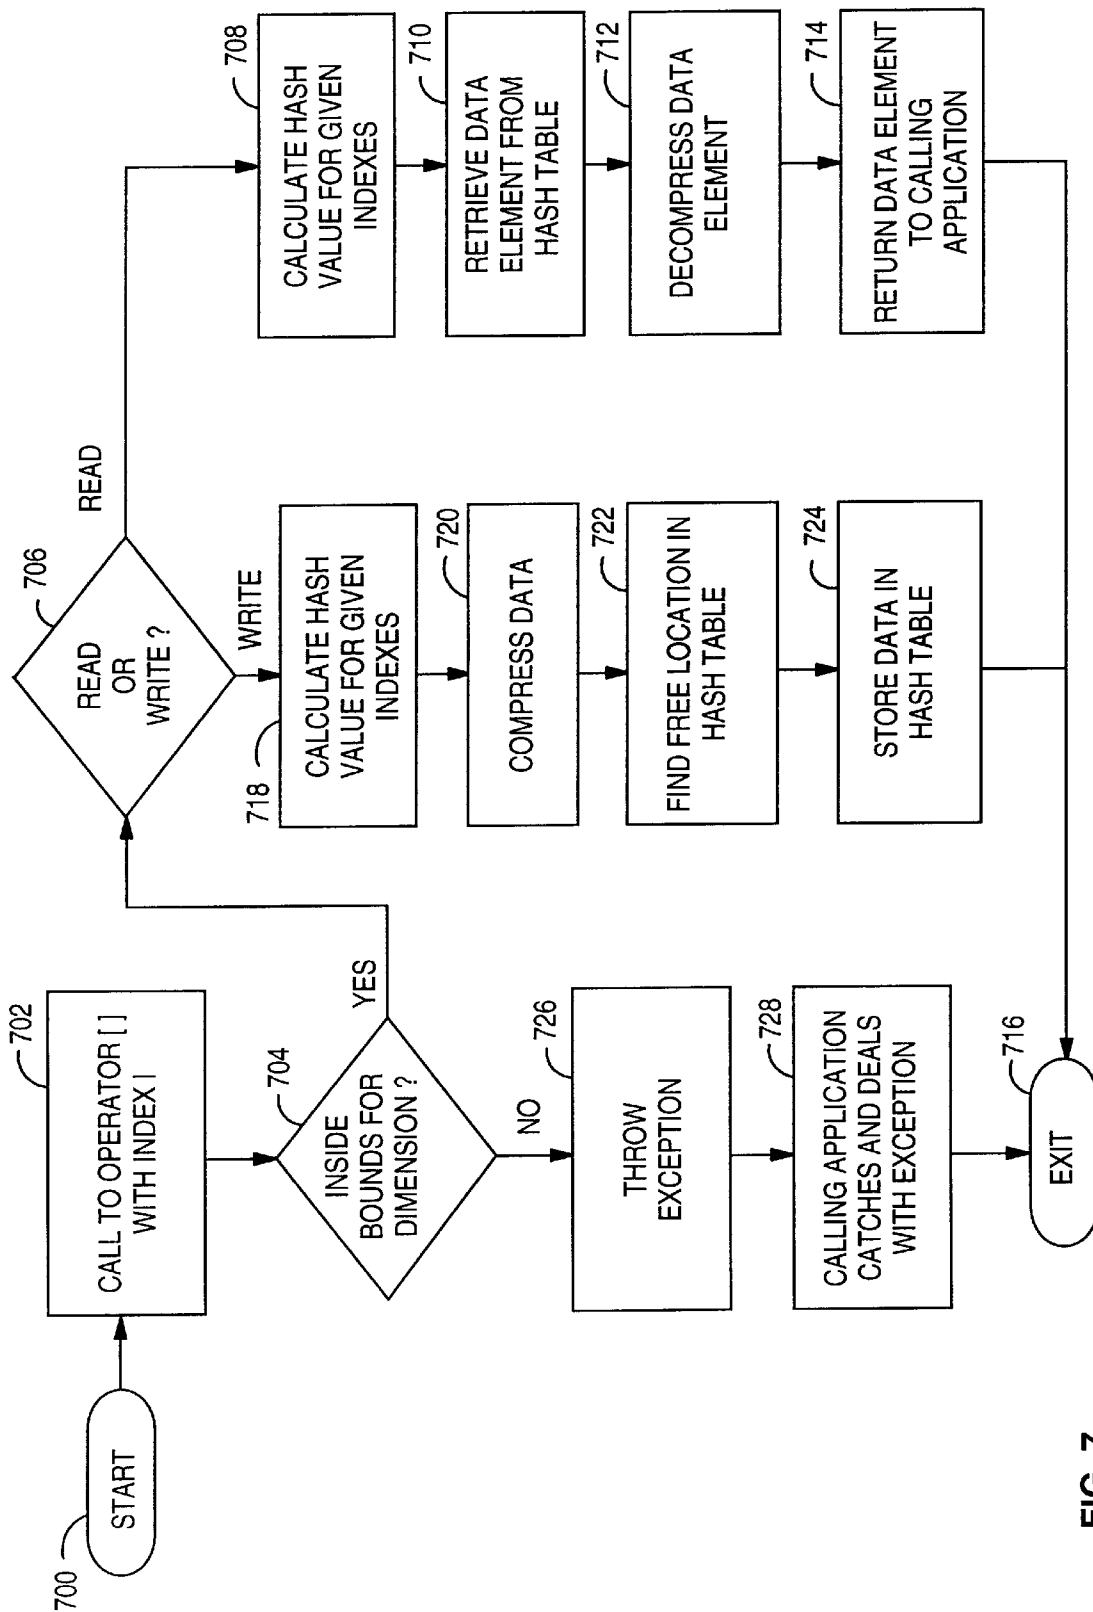 700
START
702
CALL TO OPERATOR [ ]
WITH INDEX I
704
INSIDE
BOUNDS FOR
DIMENSION ?
YES
NO
726
THROW
EXCEPTION
728
CALLING APPLICATION
CATCHES AND DEALS
WITH EXCEPTION
716
EXIT
706
READ
OR
WRITE ?
WRITE
READ
718
CALCULATE HASH
VALUE FOR GIVEN
INDEXES
720
COMPRESS DATA
722
FIND FREE LOCATION IN
HASH TABLE
724
STORE DATA IN
HASH TABLE
708
CALCULATE HASH
VALUE FOR GIVEN
INDEXES
710
RETRIEVE DATA
ELEMENT FROM
HASH TABLE
712
DECOMPRESS DATA
ELEMENT
714
RETURN DATA ELEMENT
TO CALLING
APPLICATION
FIG. 7